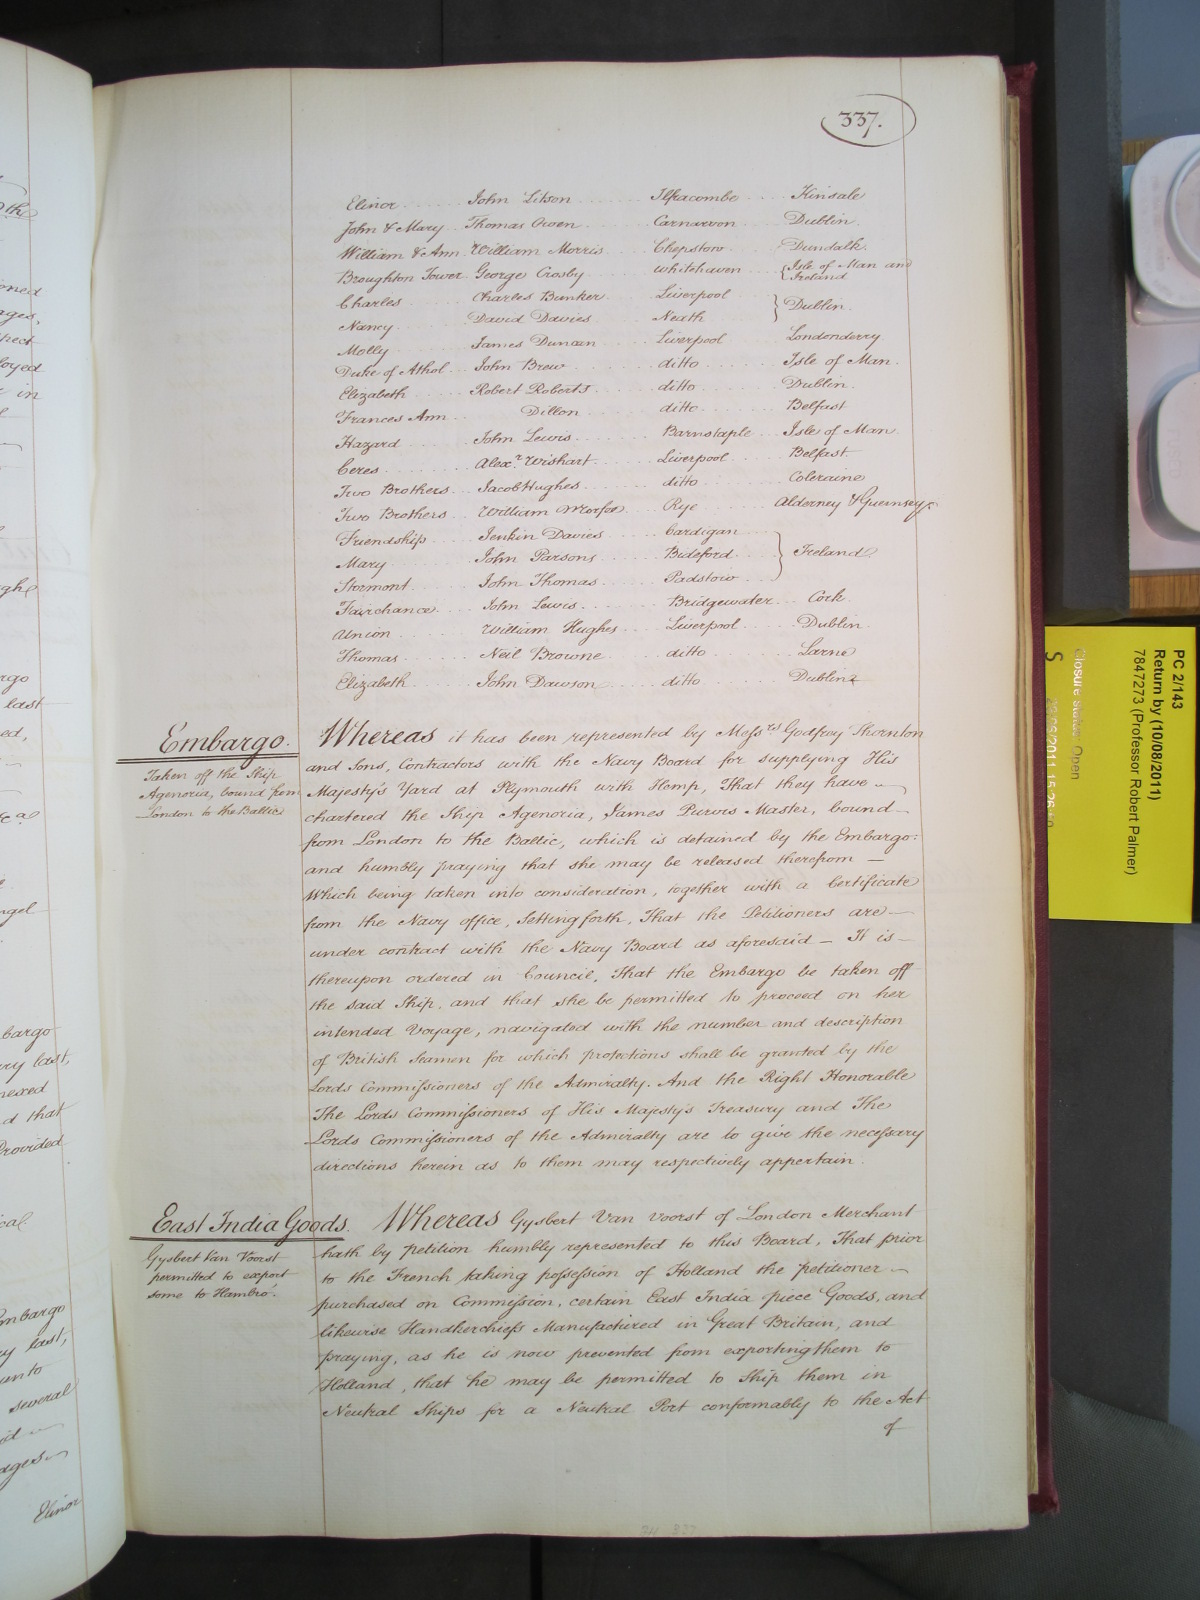 337.
Elinor John Litson Ilfracombe Kinsale
John & Mary Thomas Owen Carnarvon Dublin
William & Ann William Morris Chepstow Dundalk
Broughton Tower George Crosby Whitehaven {Isle of Man and Ireland
Charles Charles Bunker Liverpool } Dublin
Nancy David Davies Neath
Molly James Duncan Liverpool Londonderry
Duke of Athol John Brew ditto Isle of Man
Elizabeth Robert Roberts ditto Dublin
Frances Ann Dillon ditto Belfast
Hazard John Lewis Barnstaple Isle of Man
Ceres Alexr. Wishart Liverpool Belfast
Two Brothers Jacob Hughes ditto Coleraine
Two Brothers William Rye Alderney & Guernsey
Friendship Jenkin Davies Cardigan
Mary John Parsons Bideford } Ireland
Stormont John Thomas Padstow
Fairchance John Lewis Bridgewater Cork
Union William Hughes Liverpool Dublin
Thomas Neil Browne ditto Larne
Elizabeth John Dawson ditto Dublin
Embargo.
Taken off the Ship
Agenoria, bound from
London to the Baltic
Whereas it has been represented by Messrs Godfrey Thornton
and Sons, Contractors with the Navy Board for supplying His
Majesty's Yard at Plymouth with Hemp, That they have
chartered the Ship Agenoria, James Purvis Master, bound
from London to the Baltic, which is detained by the Embargo:
and humbly praying that she may be released therefrom —
Which being taken into consideration, together with a Certificate
from the Navy office, Setting forth, That the Petitioners are —
under contract with the Navy Board as aforesaid — It is —
thereupon ordered in Council, That the Embargo be taken off
the said Ship, and that she be permitted to proceed on her
intended Voyage, navigated with the number and description
of British Seamen for which protections shall be granted by the
Lords Commissioners of the Admiralty. And the Right Honorable
The Lords Commissioners of His Majesty's Treasury and The
Lords Commissioners of the Admiralty are to give the necessary
directions herein as to them may respectively appertain.
East India Goods.
Gysbert Van Voorst
permitted to export
some to Hambro'.
Whereas Gysbert Van Voorst of London Merchant
hath by petition humbly represented to this Board, That prior
to the French taking possession of Holland the petitioner —
purchased on Commission, certain East India piece Goods, and
likewise Handkerchiefs Manufactured in Great Britain, and
praying, as he is now prevented from exporting them to
Holland, that he may be permitted to Ship them in
Neutral Ships for a Neutral Port conformably to the Act
of
Elinor
PC 2/143
Return by (10/08/2011)
7847273 (Professor Robert Palmer)
Closure status: Open
S